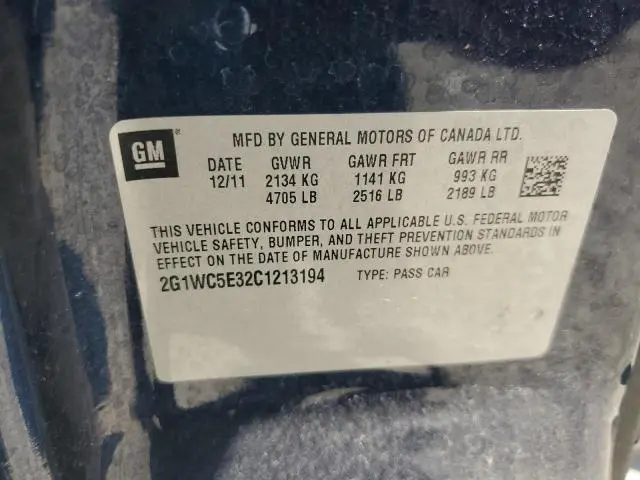 GM
MFD BY GENERAL MOTORS OF CANADA LTD.
DATE GVWR GAWR FRT GAWR RR
12/11 2134 KG 1141 KG 993 KG
4705 LB 2516 LB 2189 LB
THIS VEHICLE CONFORMS TO ALL APPLICABLE U.S. FEDERAL MOTOR
VEHICLE SAFETY, BUMPER, AND THEFT PREVENTION STANDARDS IN
EFFECT ON THE DATE OF MANUFACTURE SHOWN ABOVE.
2G1WC5E32C1213194 TYPE: PASS CAR